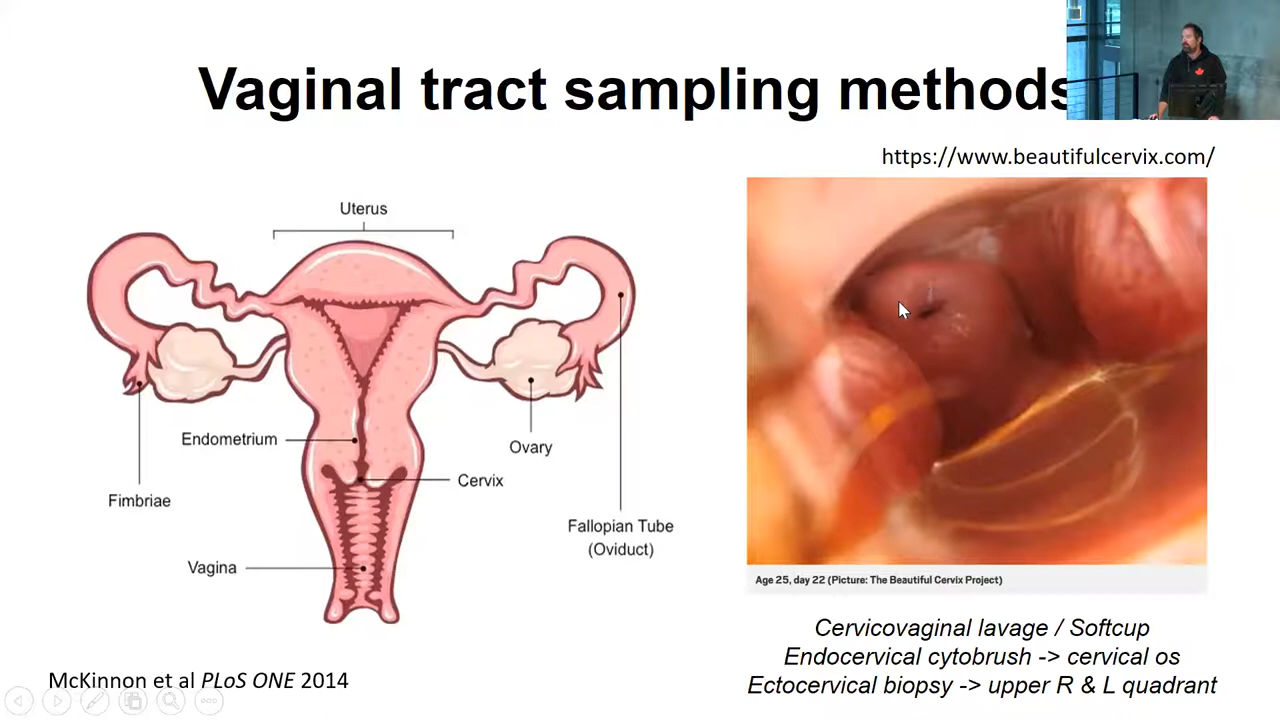 Vaginal tract sampling methods
https://www.beautifulcervix.com/
Uterus
Endometrium
Ovary
Cervix
Fimbriae
Fallopian Tube
(Oviduct)
Vagina
Age 25, day 22 (Picture: The Beautiful Cervix Project)
Cervicovaginal lavage / Softcup
Endocervical cytobrush -> cervical os
Ectocervical biopsy -> upper R & L quadrant
McKinnon et al PLoS ONE 2014